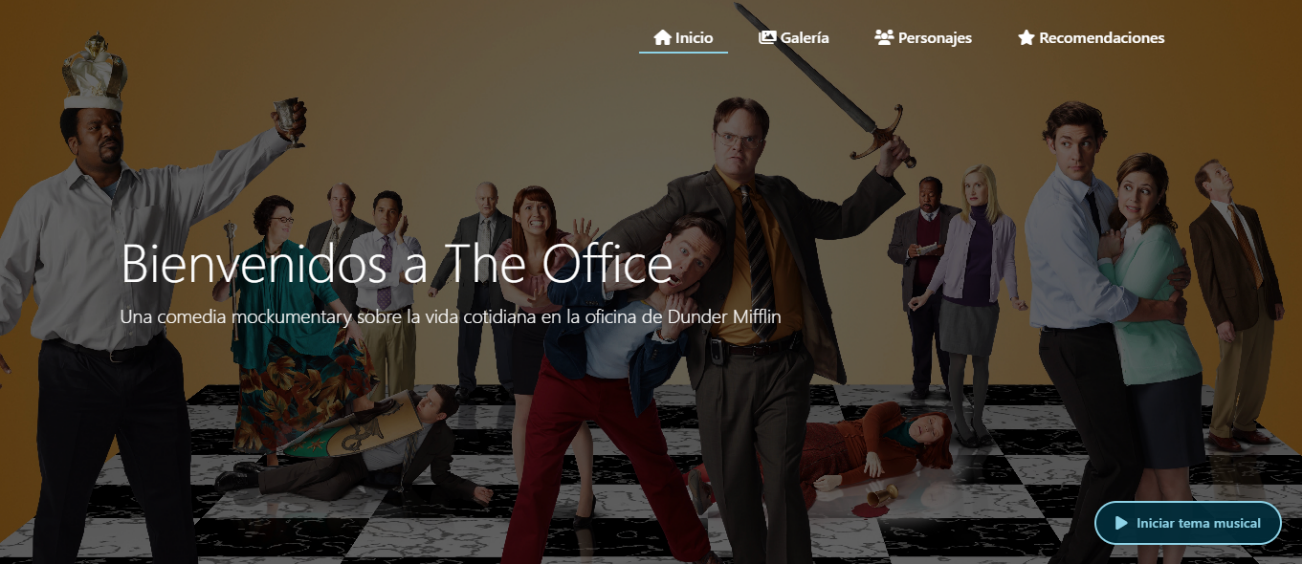 Inicio
Galería
Personajes
Recomendaciones
Bienvenidos a The Office
Una comedia mockumentary sobre la vida cotidiana en la oficina de Dunder Mifflin
Iniciar tema musical